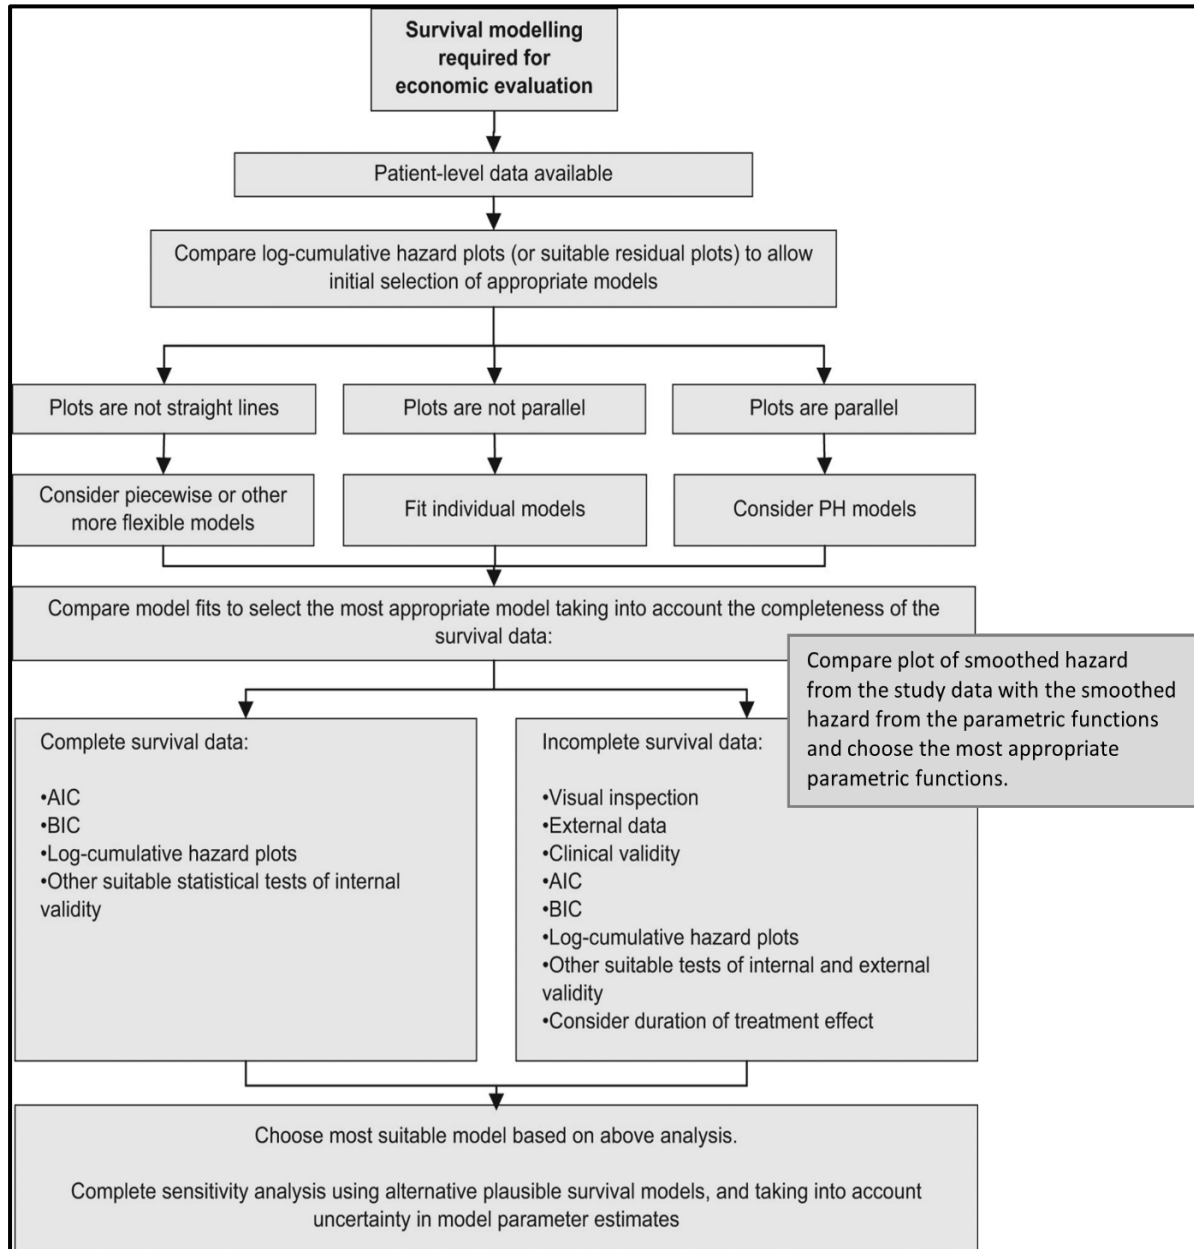 Survival modelling
required for
economic evaluation
Patient-level data available
Compare log-cumulative hazard plots (or suitable residual plots) to allow
initial selection of appropriate models
Plots are not straight lines
Plots are not parallel
Plots are parallel
Consider piecewise or other
more flexible models
Fit individual models
Consider PH models
Compare model fits to select the most appropriate model taking into account the completeness of the
survival data:
Compare plot of smoothed hazard
from the study data with the smoothed
hazard from the parametric functions
and choose the most appropriate
parametric functions.
Complete survival data:
•AIC
•BIC
•Log-cumulative hazard plots
•Other suitable statistical tests of internal
validity
Incomplete survival data:
•Visual inspection
•External data
•Clinical validity
•AIC
•BIC
•Log-cumulative hazard plots
•Other suitable tests of internal and external
validity
•Consider duration of treatment effect
Choose most suitable model based on above analysis.
Complete sensitivity analysis using alternative plausible survival models, and taking into account
uncertainty in model parameter estimates